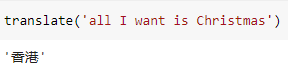 translate('all I want is Christmas')
'香港'